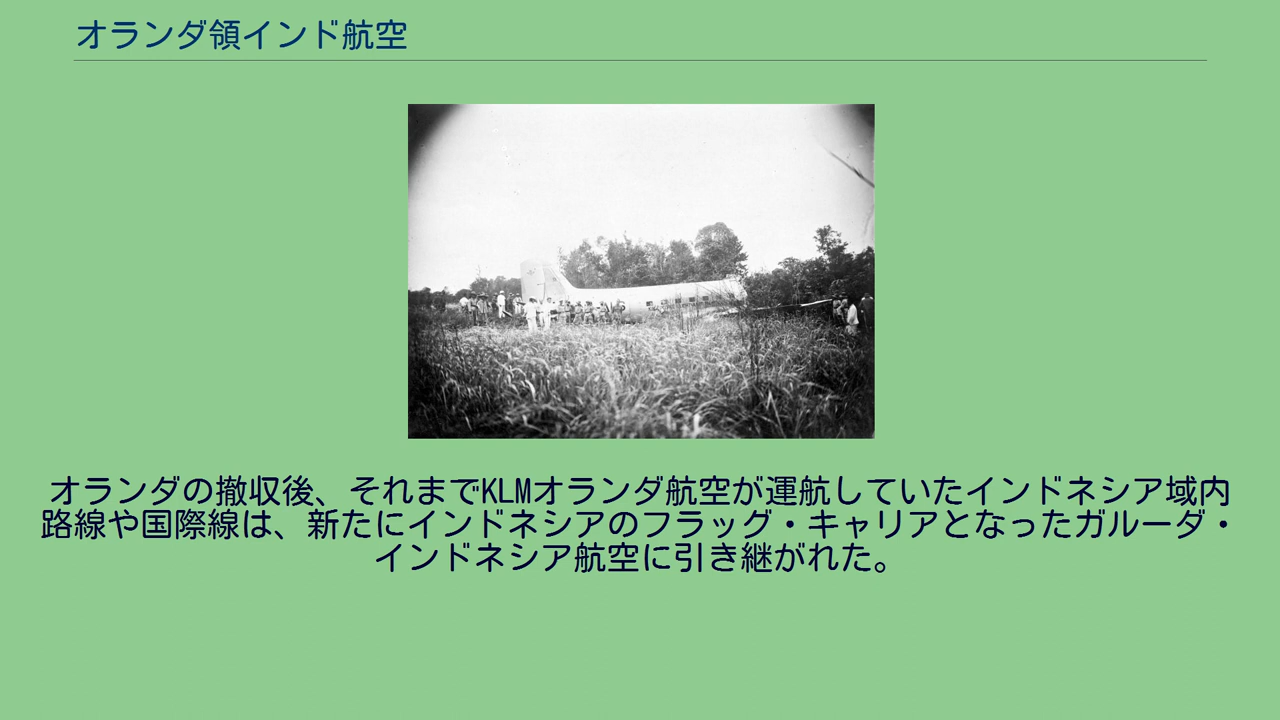 オランダ領インド航空
オランダの撤収後、それまでKLMオランダ航空が運航していたインドネシア域内
路線や国際線は、新たにインドネシアのフラッグ・キャリアとなったガルーダ・
インドネシア航空に引き継がれた。